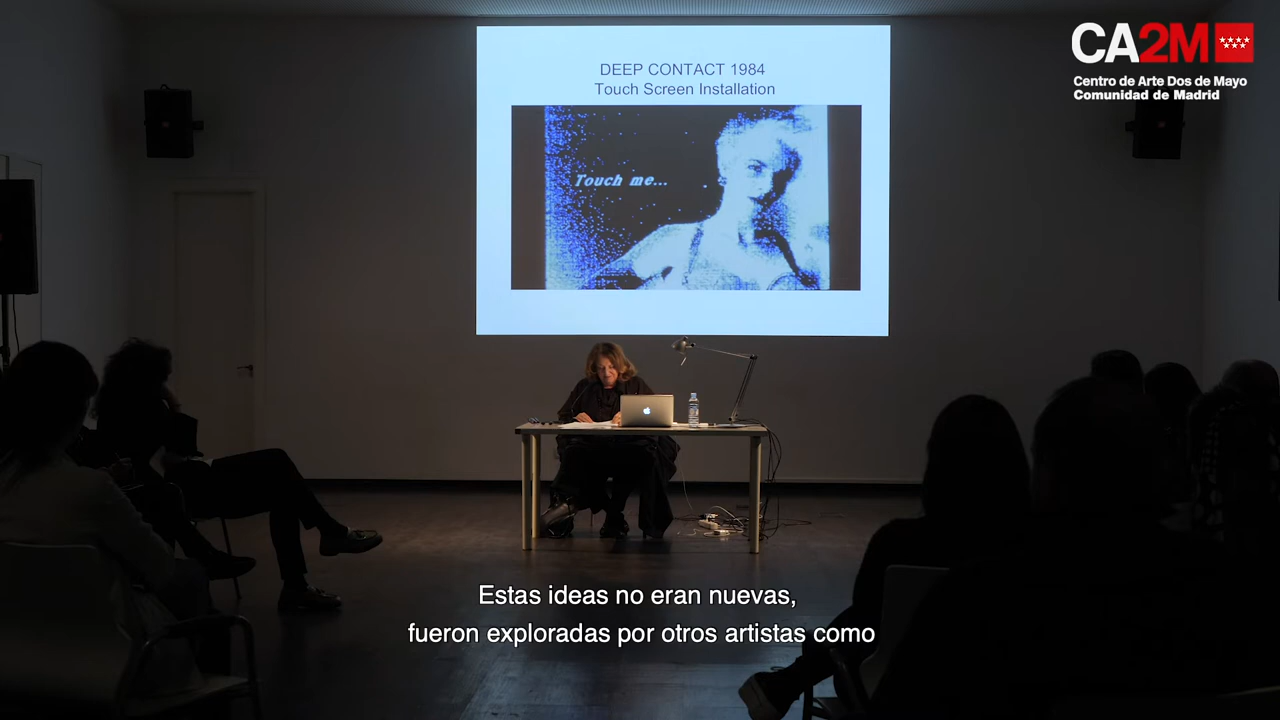 CA2M
Centro de Arte Dos de Mayo
Comunidad de Madrid
DEEP CONTACT 1984
Touch Screen Installation
Touch me...
Estas ideas no eran nuevas,
fueron exploradas por otros artistas como